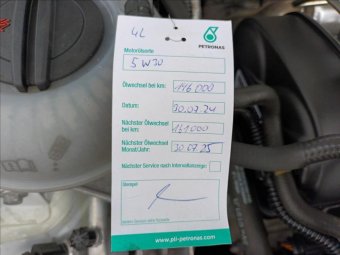 4L
PETRONAS
Motorölsorte
5W30
Ölwechsel bei km: 146.000
Datum: 30.07.24
Nächster Ölwechsel bei km: 161.000
Nächster Ölwechsel Monat/Jahr: 30.07.25
Nächster Service nach Intervallanzeige:
Stempel
www.pli-petronas.com